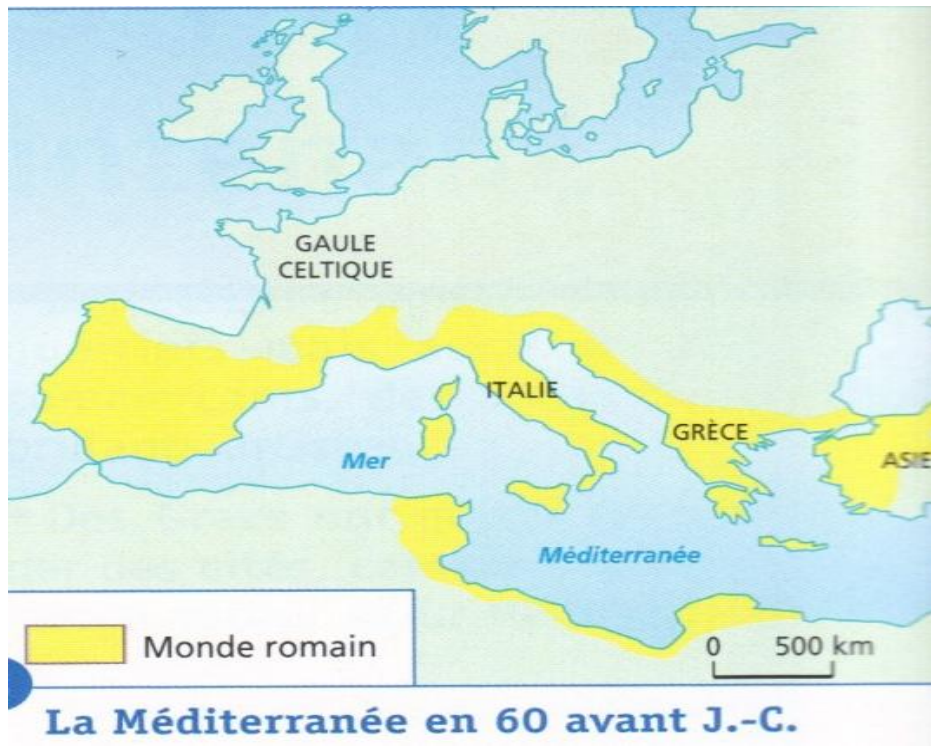 GAULE
CELTIQUE
ITALIE
GRÈCE
ASIE
Mer
Méditerranée
Monde romain
0 500 km
La Méditerranée en 60 avant J.-C.